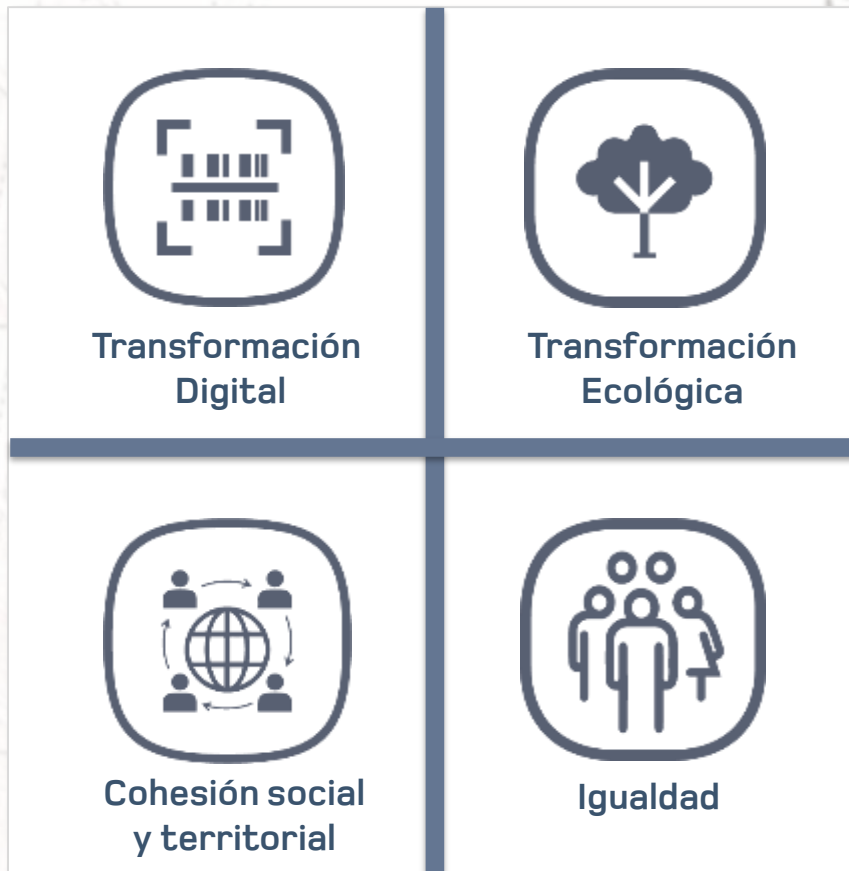 Transformación
Digital
Transformación
Ecológica
Cohesión social
y territorial
Igualdad